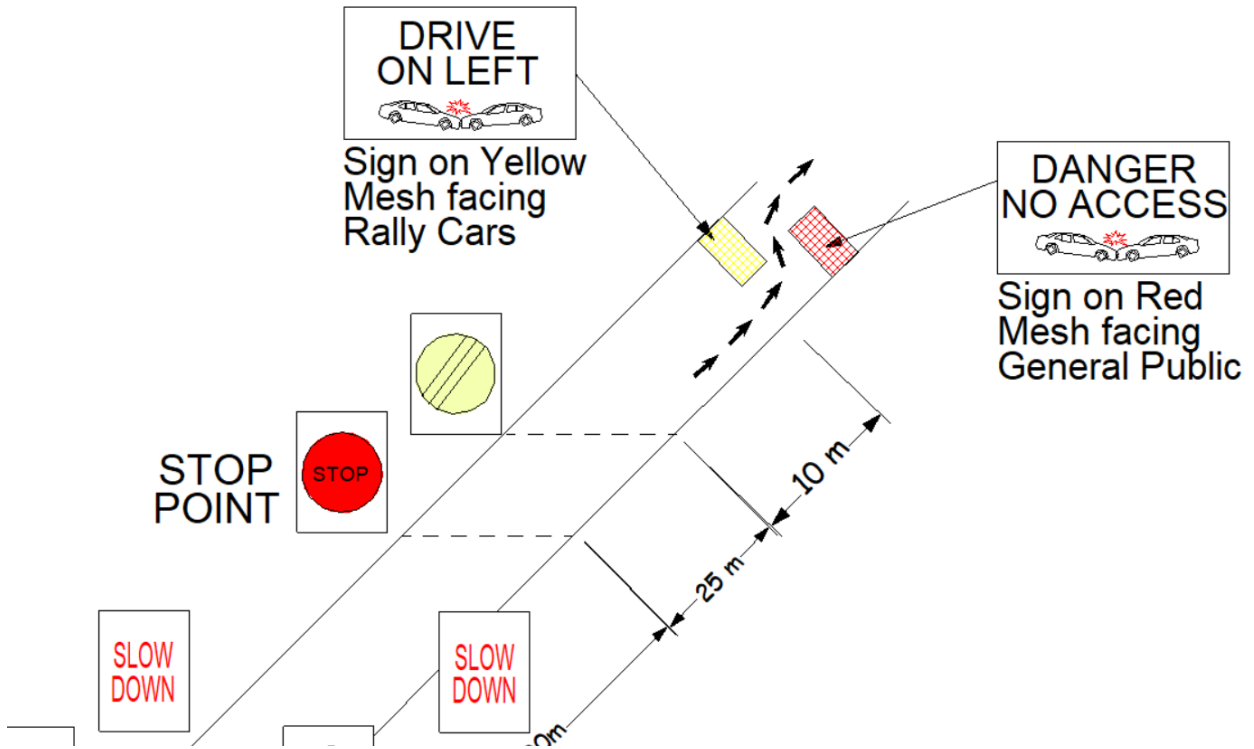 DRIVE
ON LEFT
Sign on Yellow
Mesh facing
Rally Cars
DANGER
NO ACCESS
Sign on Red
Mesh facing
General Public
STOP
POINT
STOP
10 m
25 m
SLOW
DOWN
SLOW
DOWN